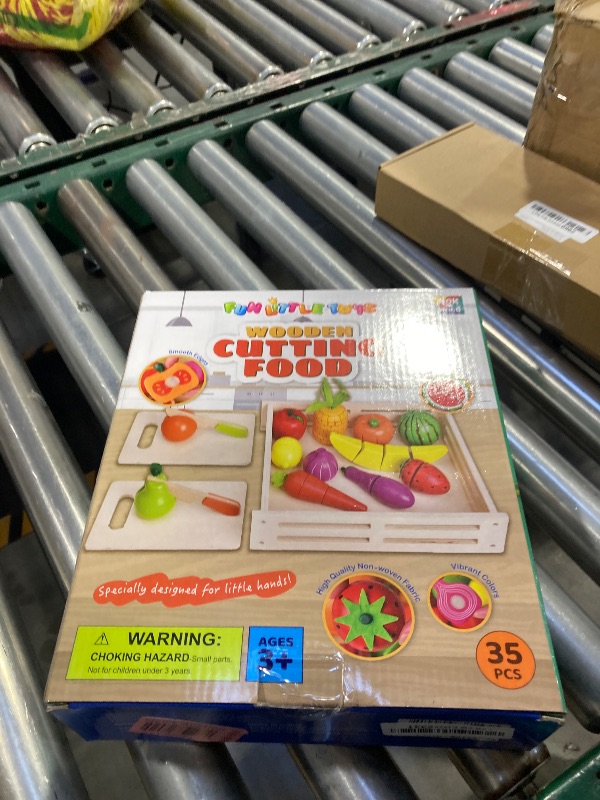 FUN LITTLE TOYS
WOODEN
CUTTING
FOOD
Smooth Edges
Specially designed for little hands!
High Quality Non-woven Fabric
Vibrant Colors
WARNING:
CHOKING HAZARD-Small parts.
Not for children under 3 years.
AGES
3+
35
PCS